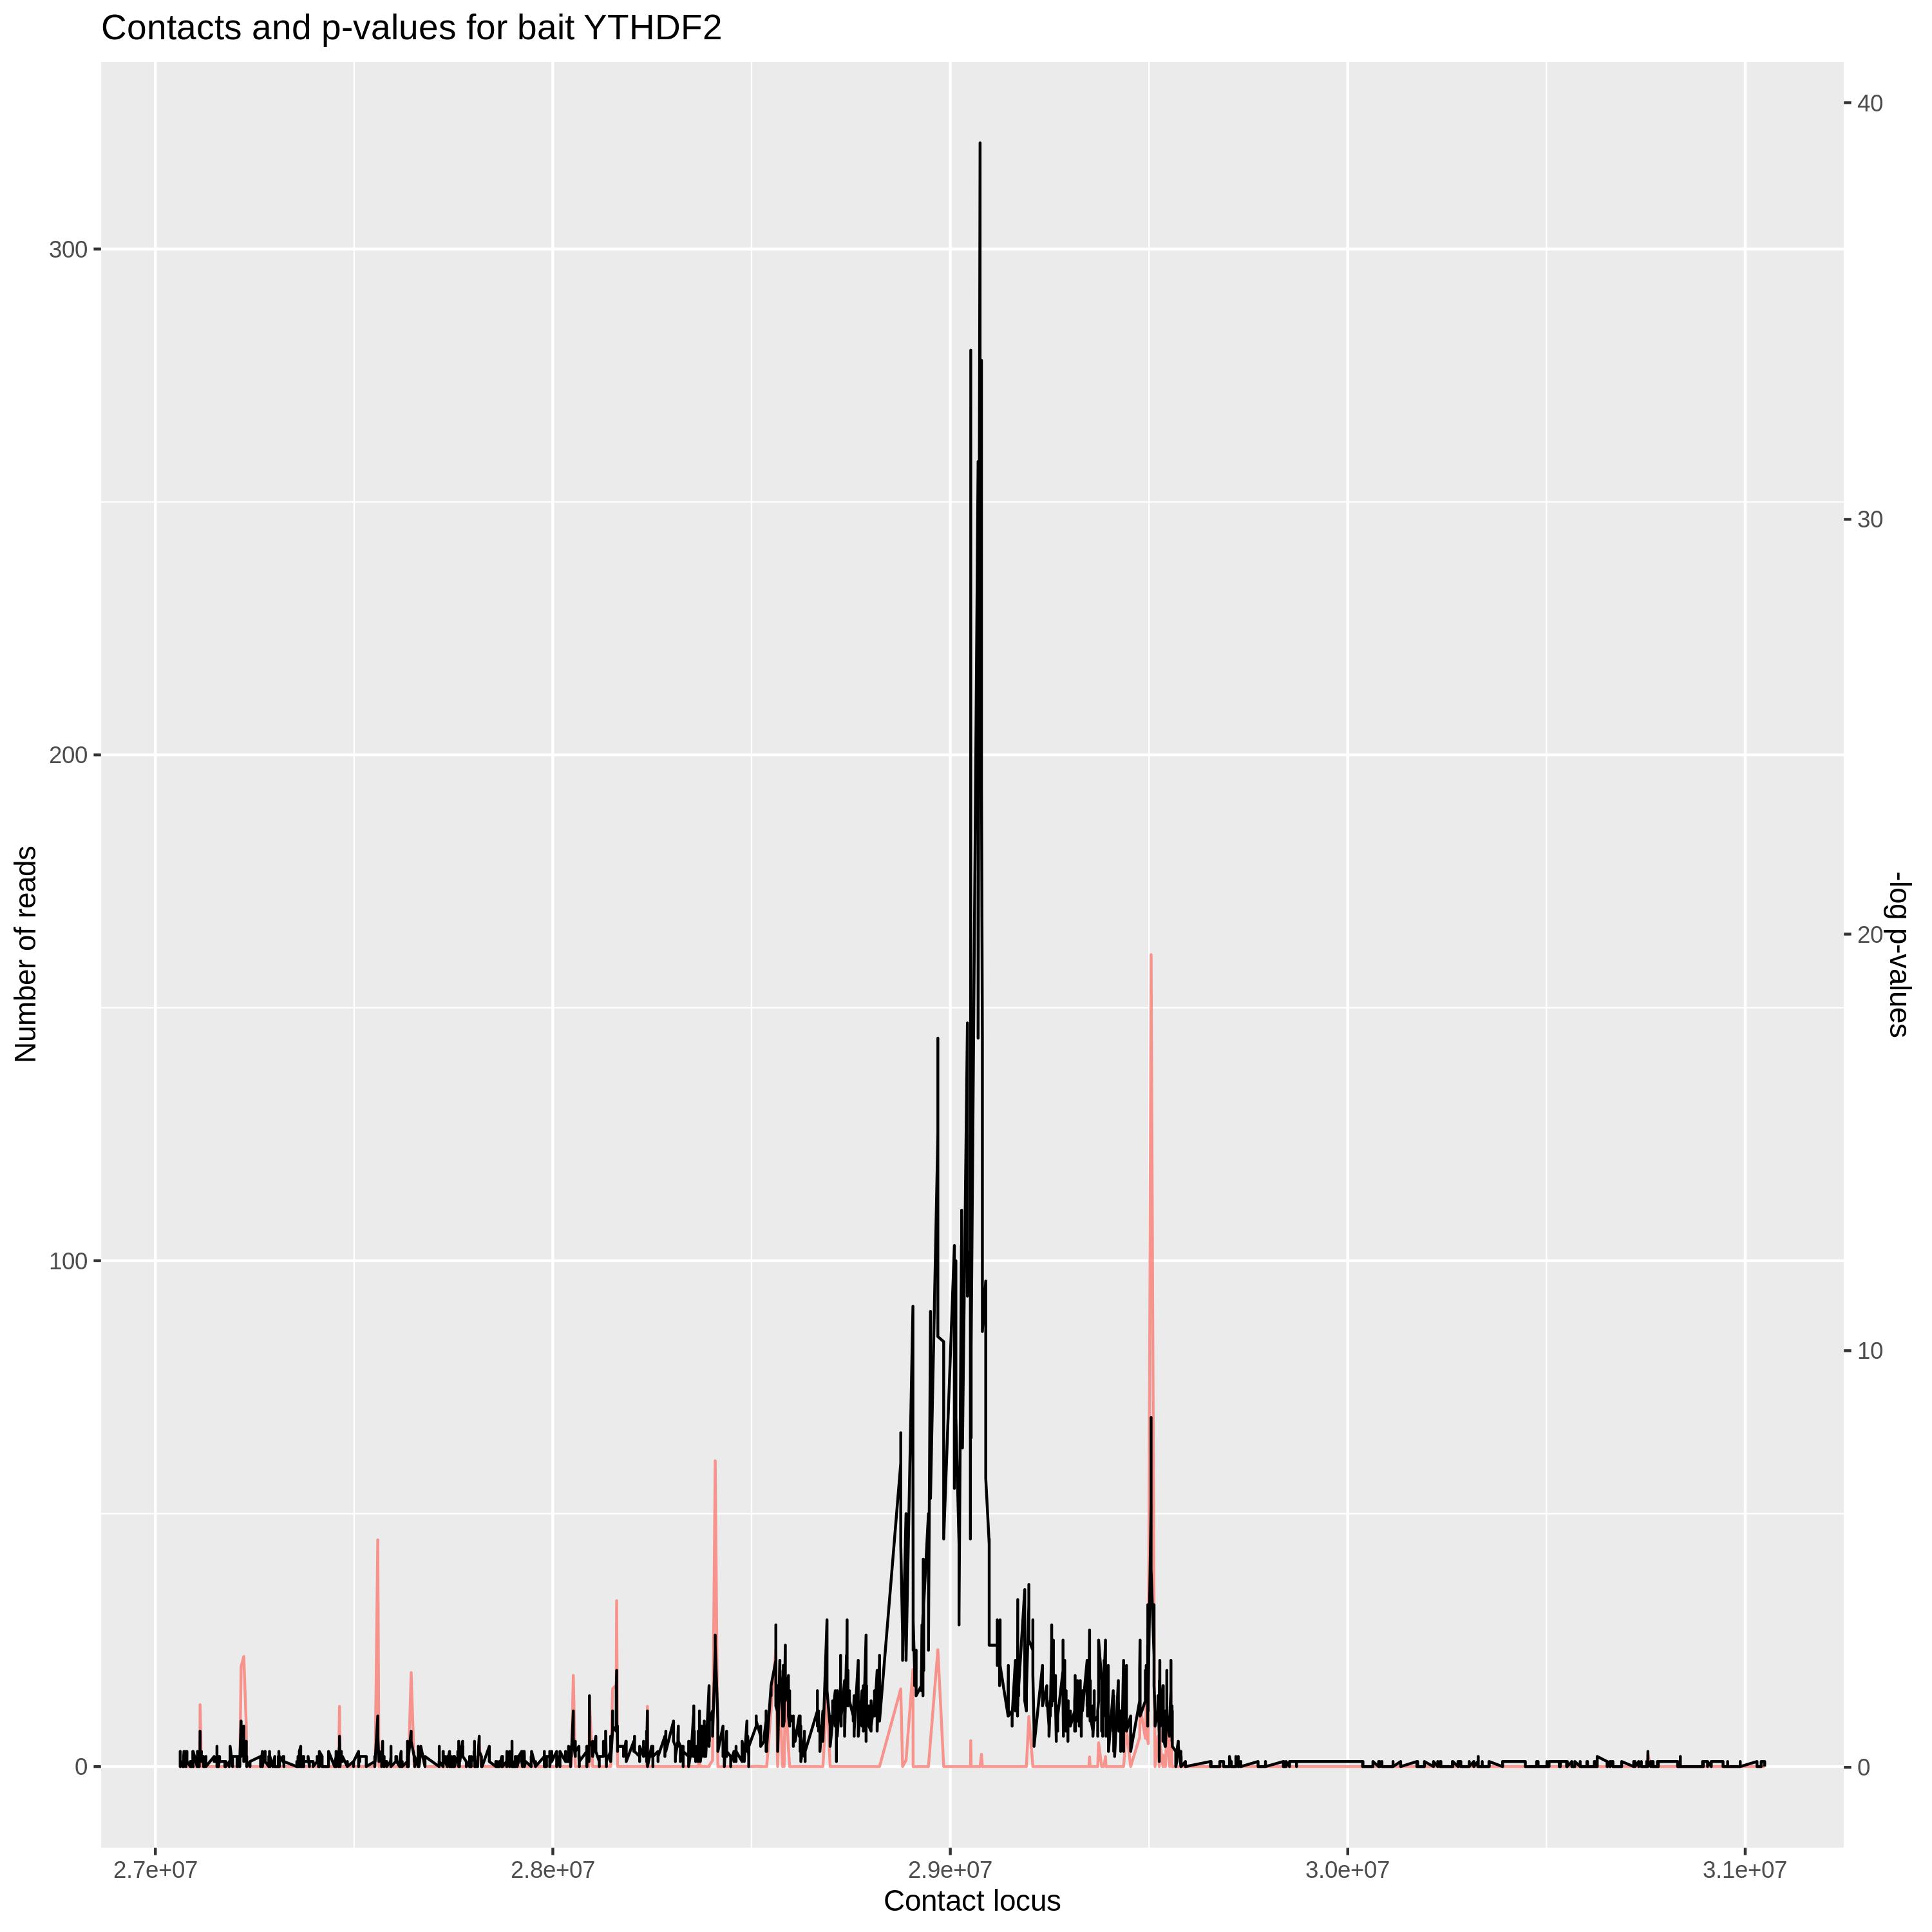 Contacts and p-values for bait YTHDF2
300
200
100
0
Number of reads
40
30
20
10
0
-log p-values
2.7e+07 2.8e+07 2.9e+07 3.0e+07 3.1e+07
Contact locus